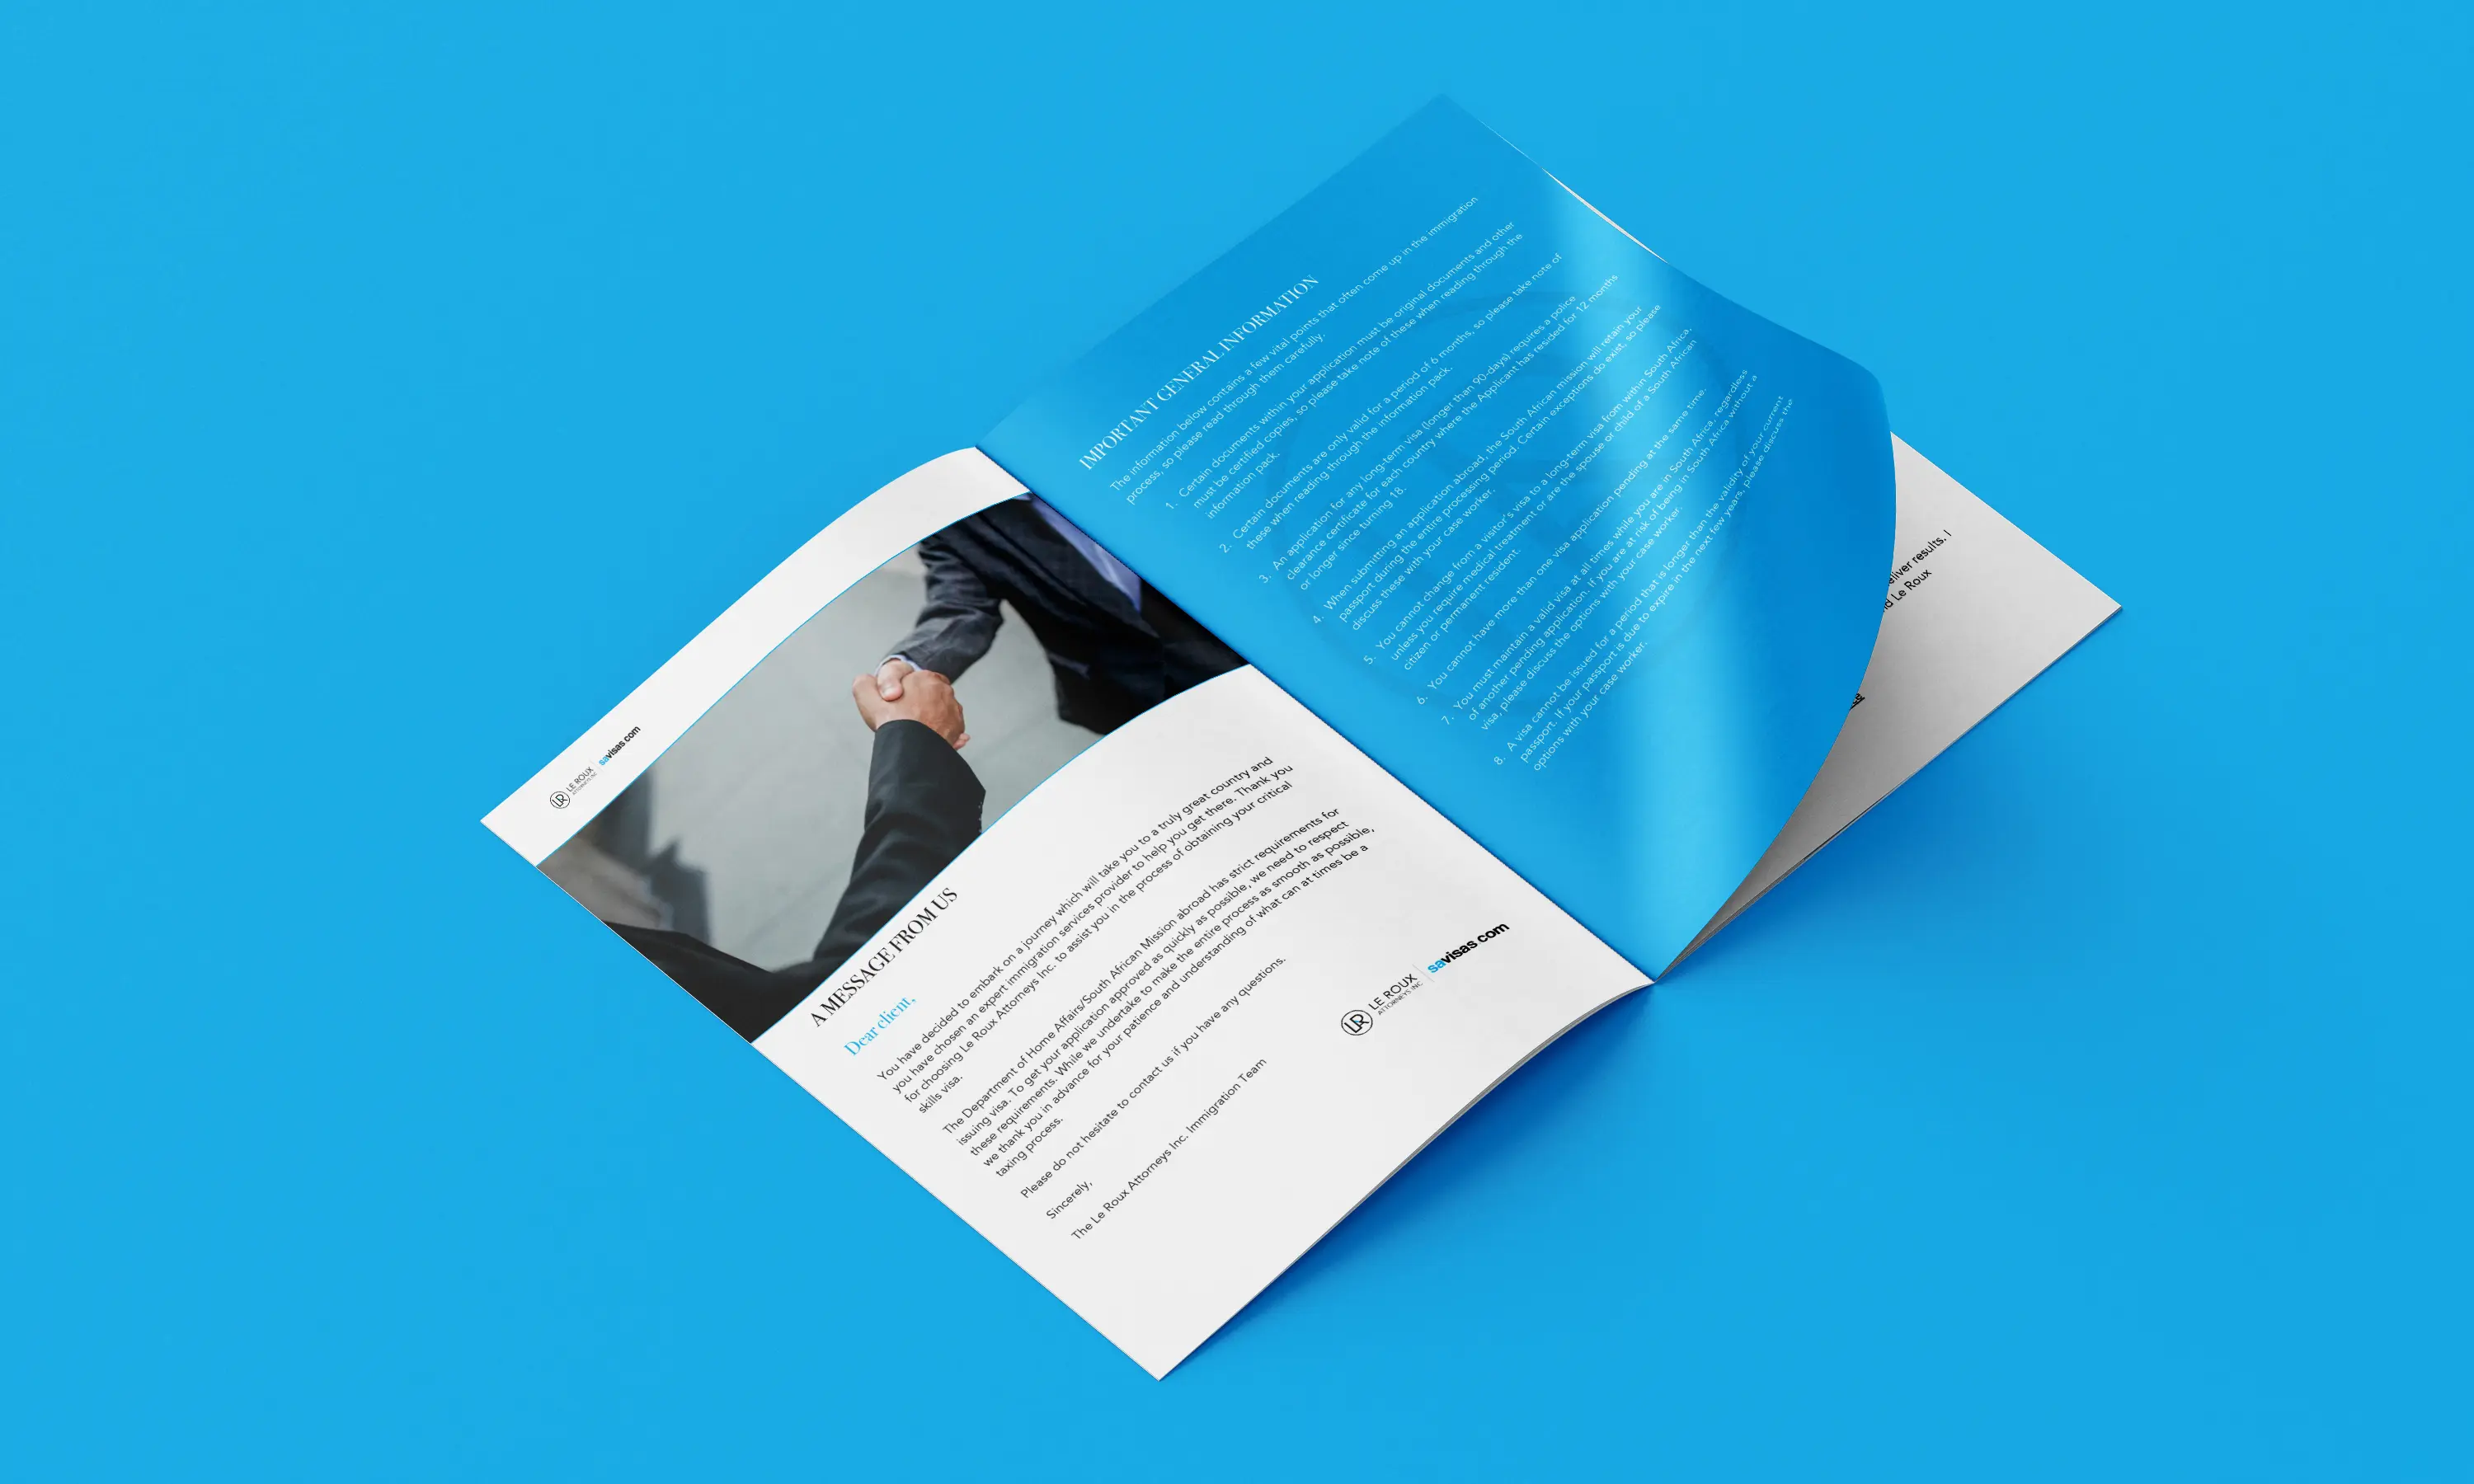 LR
LE ROUX
ATTORNEYS INC
savisas.com
A MESSAGE FROM US
Dear client,
You have decided to embark on a journey which will take you to a truly great country and
you have chosen an expert immigration services provider to help you get there. Thank you
for choosing Le Roux Attorneys Inc. to assist you in the process of obtaining your critical
skills visa.
The Department of Home Affairs/South African Mission abroad has strict requirements for
issuing visa. To get your application approved as quickly as possible, we need to respect
these requirements. While we undertake to make the entire process as smooth as possible,
we thank you in advance for your patience and understanding of what can at times be a
taxing process.
Please do not hesitate to contact us if you have any questions.
Sincerely,
The Le Roux Attorneys Inc. Immigration Team
LR
LE ROUX
ATTORNEYS INC
savisas.com
IMPORTANT GENERAL INFORMATION
The information below contains a few vital points that often come up in the immigration
process, so please read through them carefully.
1. Certain documents within your application must be original documents and other
must be certified copies, so please take note of these when reading through the
information pack.
2. Certain documents are only valid for a period of 6 months, so please take note of
these when reading through the information pack.
3. An application for any long-term visa (longer than 90-days) requires a police
clearance certificate for each country where the Applicant has resided for 12 months
or longer since turning 18.
4. When submitting an application abroad, the South African mission will retain your
passport during the entire processing period. Certain exceptions do exist, so please
discuss these with your case worker.
5. You cannot change from a visitor's visa to a long-term visa from within South Africa,
unless you require medical treatment or are the spouse or child of a South African
citizen or permanent resident.
6. You cannot have more than one visa application pending at the same time.
7. You must maintain a valid visa at all times while you are in South Africa, regardless
of another pending application. If you are at risk of being in South Africa without a
visa, please discuss the options with your case worker.
8. A visa cannot be issued for a period that is longer than the validity of your current
passport. If your passport is due to expire in the next few years, please discuss the
options with your case worker.
results. I
Le Roux